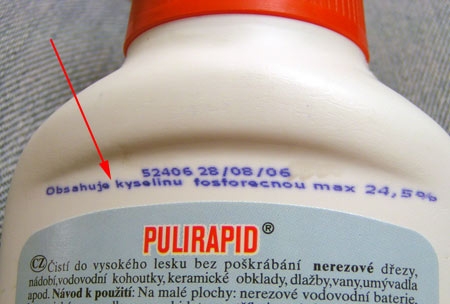 52406 28/08/06
Obsahuje kyselinu fosforecnou max 24,5%
PULIRAPID®
CZ Čistí do vysokého lesku bez poškrábání nerezové dřezy,
nádobí, vodovodní kohoutky, keramické obklady, dlažby, vany, umývadla
apod. Návod k použití: Na malé plochy: nerezové vodovodní baterie,